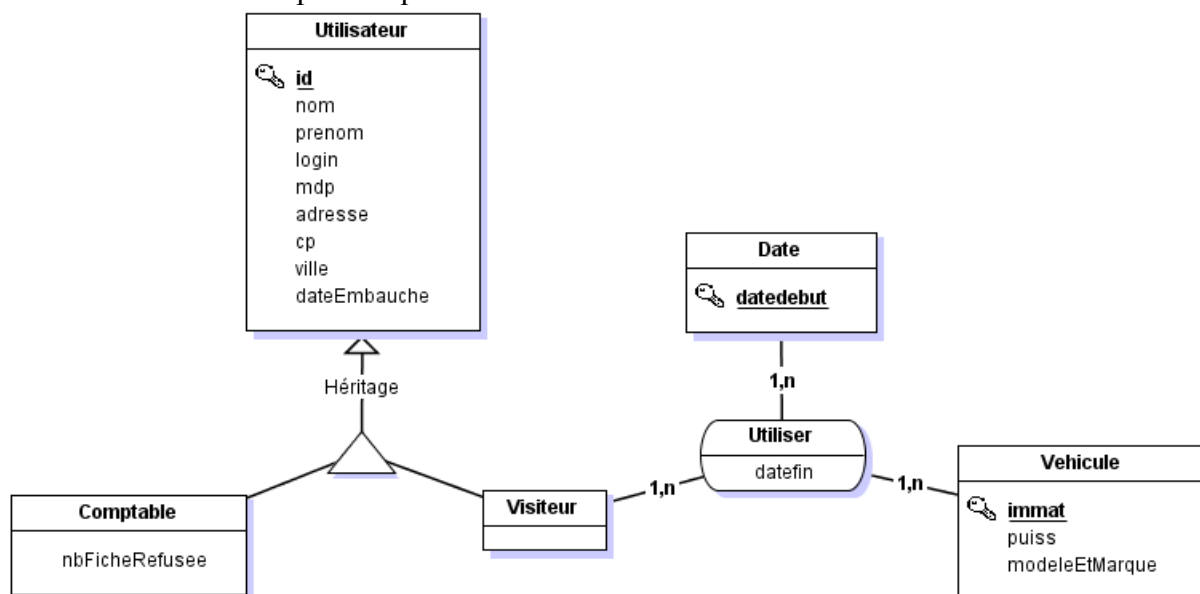 Utilisateur
id
nom
prenom
login
mdp
adresse
cp
ville
dateEmbauche
Héritage
Date
datedebut
1,n
Utiliser
datefin
1,n
1,n
Comptable
nbFicheRefusee
Visiteur
Vehicule
immat
puiss
modeleEtMarque